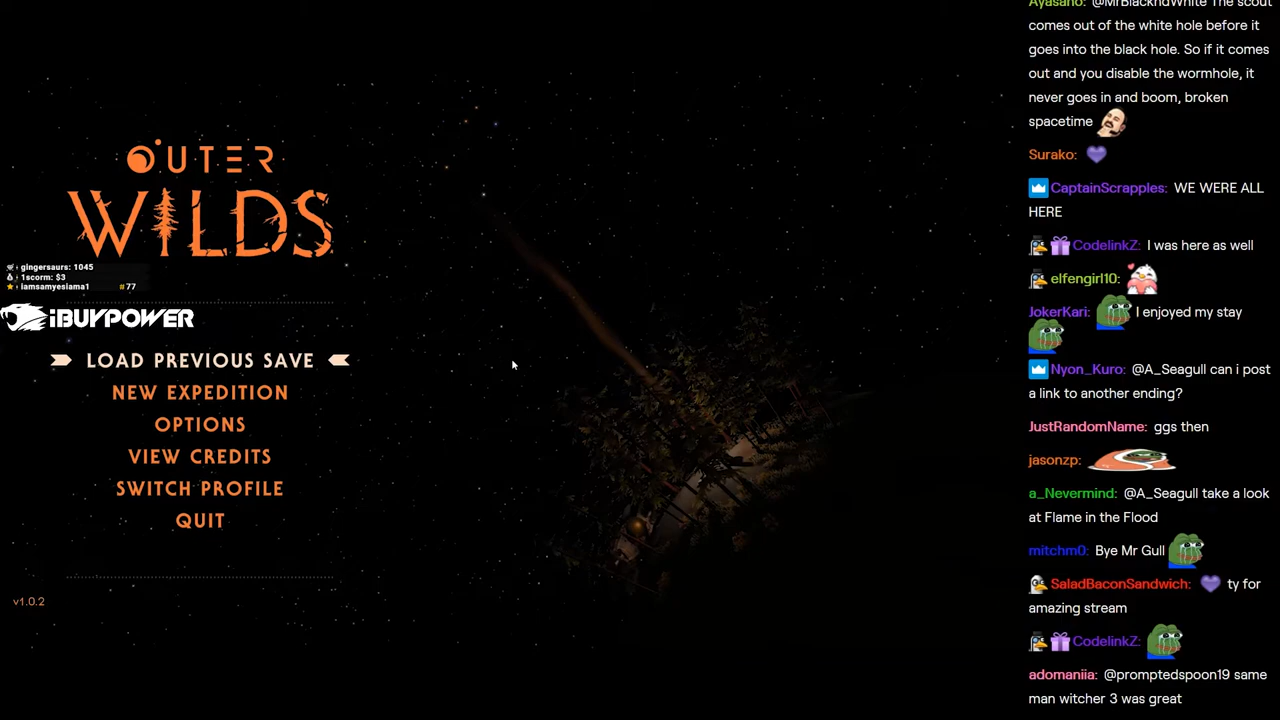 OUTER
WILDS
gingersaurs: 1045
1scorm: $3
iamsamyesiama1 #77
iBUYPOWER
LOAD PREVIOUS SAVE
NEW EXPEDITION
OPTIONS
VIEW CREDITS
SWITCH PROFILE
QUIT
v1.0.2
Ayasano: @MrBlackndWhite The scout
comes out of the white hole before it
goes into the black hole. So if it comes
out and you disable the wormhole, it
never goes in and boom, broken
spacetime
Surako:
CaptainScrapples: WE WERE ALL
HERE
CodelinkZ: I was here as well
elfengirl10:
JokerKari: I enjoyed my stay
Nyon_Kuro: @A_Seagull can i post
a link to another ending?
JustRandomName: ggs then
jasonzp:
a_Nevermind: @A_Seagull take a look
at Flame in the Flood
mitchm0: Bye Mr Gull
SaladBaconSandwich: ty for
amazing stream
CodelinkZ:
adomaniia: @promptedspoon19 same
man witcher 3 was great